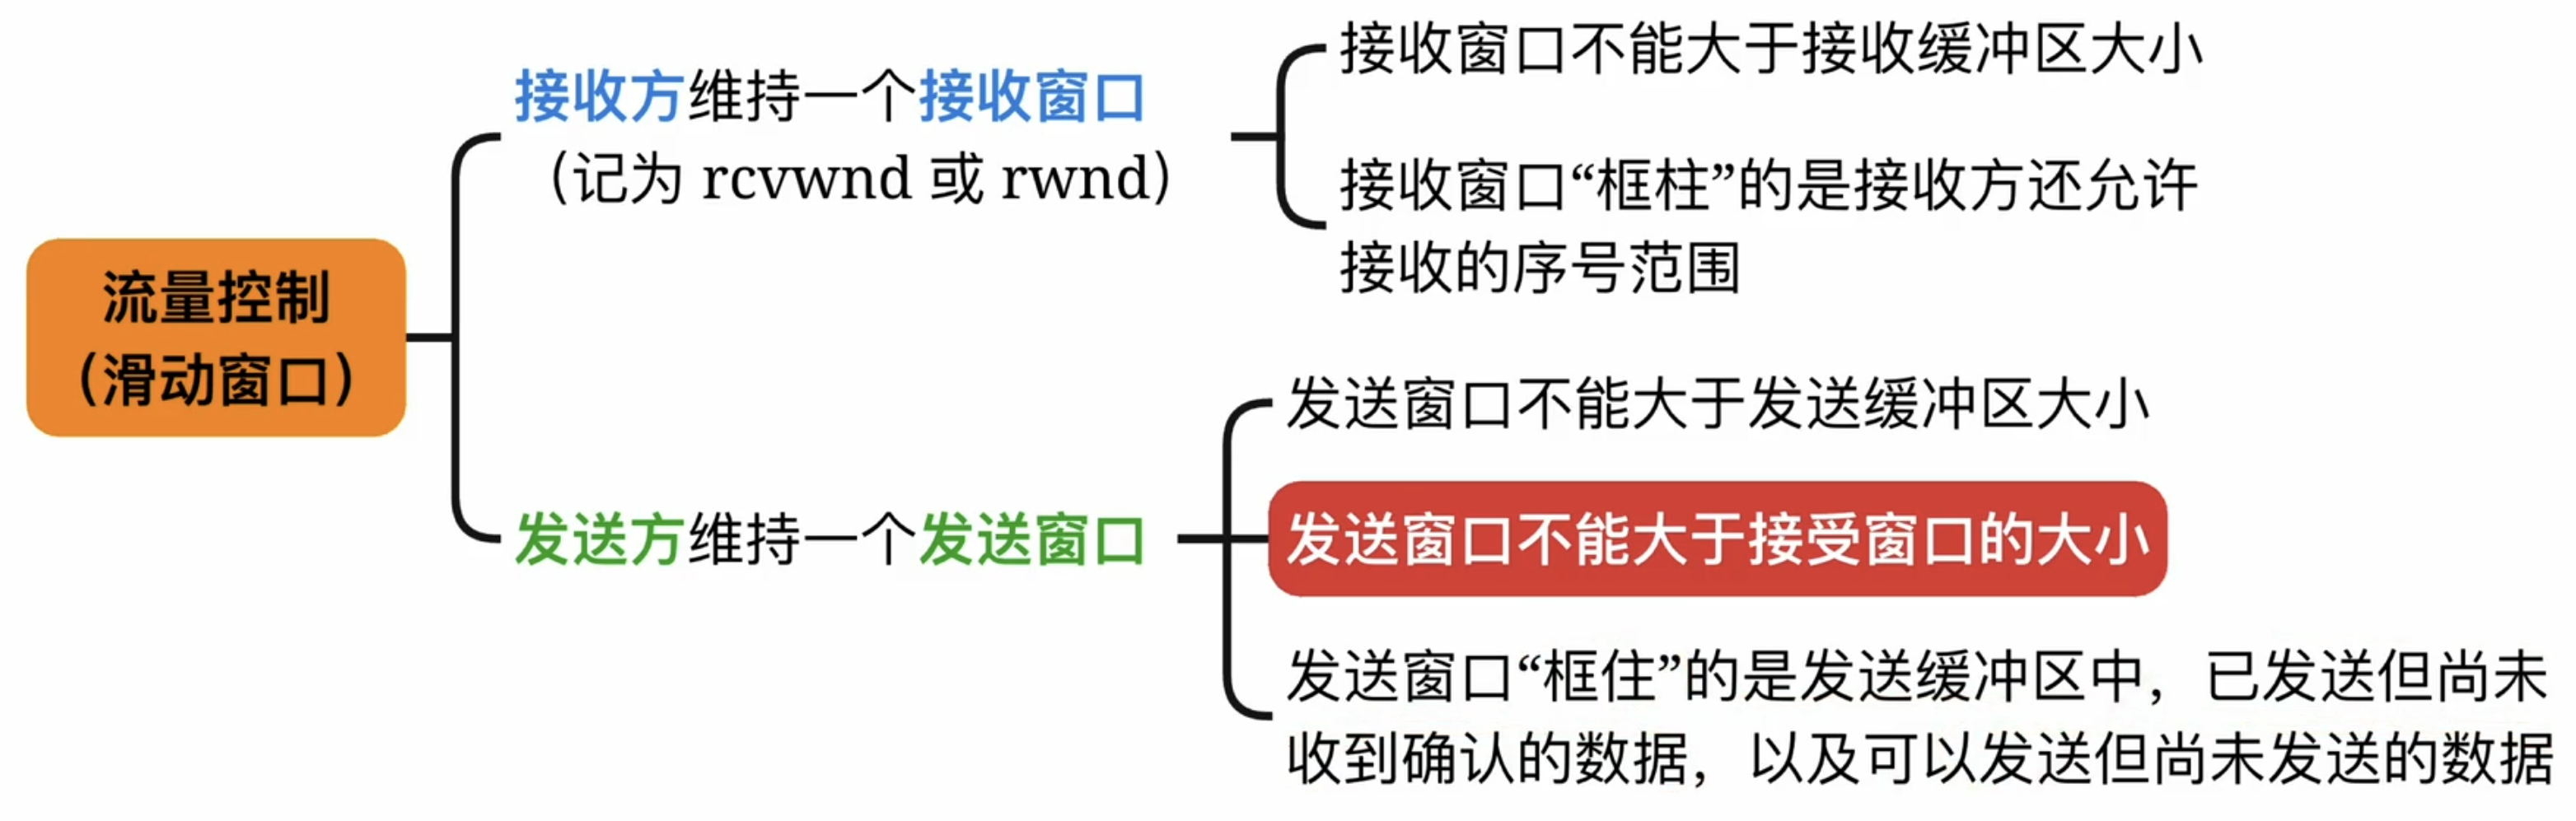 流量控制
（滑动窗口）
接收方维持一个接收窗口
（记为 rcvwnd 或 rwnd）
接收窗口不能大于接收缓冲区大小
接收窗口“框柱”的是接收方还允许
接收的序号范围
发送方维持一个发送窗口
发送窗口不能大于发送缓冲区大小
发送窗口不能大于接受窗口的大小
发送窗口“框住”的是发送缓冲区中，已发送但尚未
收到确认的数据，以及可以发送但尚未发送的数据